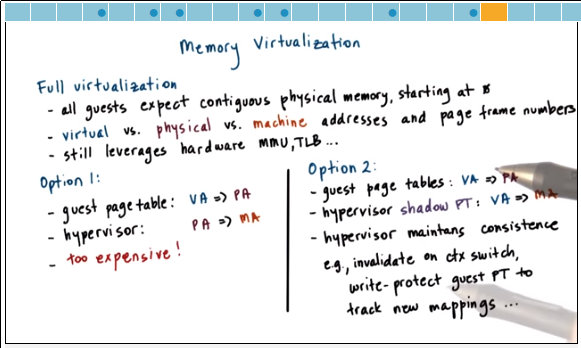 Memory Virtualization
Full virtualization
- all guests expect contiguous physical memory, starting at 0
- virtual vs. physical vs. machine addresses and page frame numbers
- still leverages hardware MMU, TLB ...
Option 1:
- guest page table: VA => PA
- hypervisor: PA => MA
- too expensive!
Option 2:
- guest page tables: VA => PA
- hypervisor shadow PT: VA => MA
- hypervisor maintans consistence
e.g., invalidate on ctx switch,
write-protect guest PT to
track new mappings ...